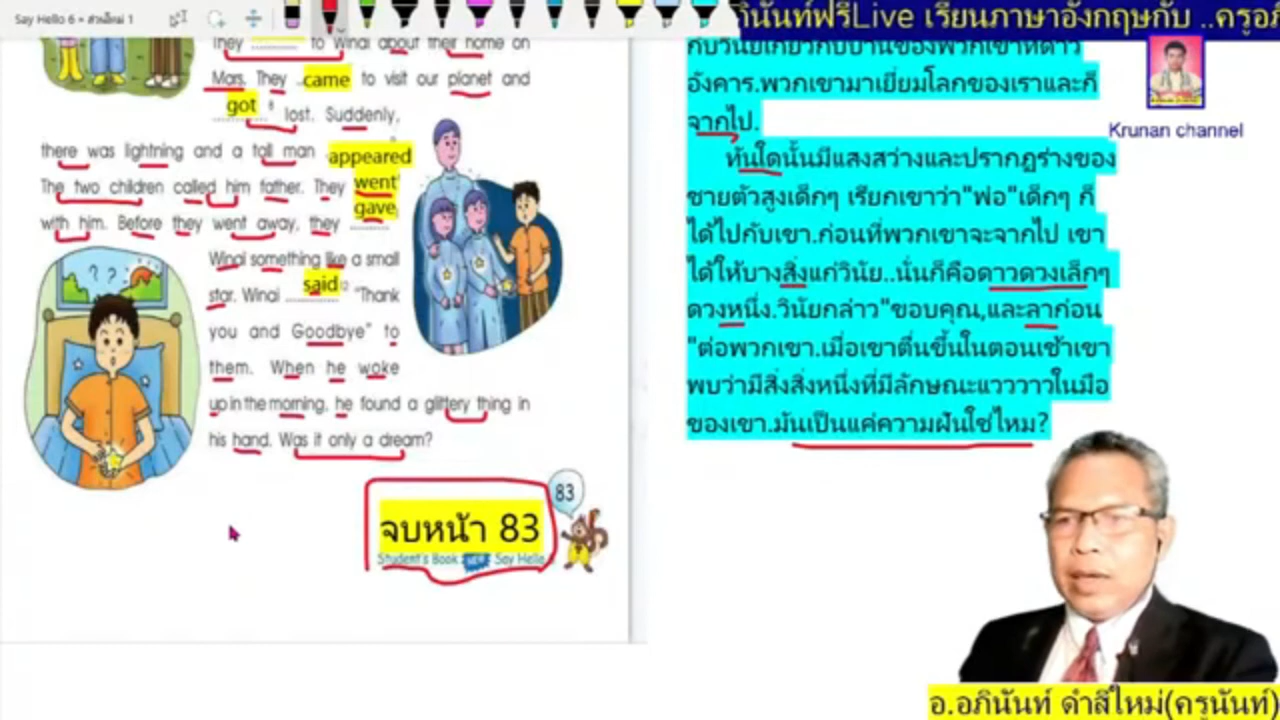 Say Hello 6 + ส่วนใหม่ 1
ภินันท์ฟรีLive เรียนภาษาอังกฤษกับ ..ครูอภิ
They to Winai about their home on
Mars. They came to visit our planet and
got lost. Suddenly,
there was lightning and a tall man appeared
The two children called him father. They went
with him. Before they went away, they gave
Winai something like a small
star. Winai said "Thank
you and Goodbye" to
them. When he woke
up in the morning, he found a glittery thing in
his hand. Was it only a dream?
83
จบหน้า 83
Student's Book NEW Say Hello
กับวินัยเกี่ยวกับบ้านของพวกเขาที่ดาว
อังคาร.พวกเขามาเยี่ยมโลกของเราและก็
จากไป.
ทันใดนั้นมีแสงสว่างและปรากฏร่างของ
ชายตัวสูงเด็กๆ เรียกเขาว่า"พ่อ"เด็กๆ ก็
ได้ไปกับเขา.ก่อนที่พวกเขาจะจากไป เขา
ได้ให้บางสิ่งแก่วินัย..นั่นก็คือดาวดวงเล็กๆ
ดวงหนึ่ง.วินัยกล่าว"ขอบคุณ,และลาก่อน
"ต่อพวกเขา.เมื่อเขาตื่นขึ้นในตอนเช้าเขา
พบว่ามีสิ่งสิ่งหนึ่งที่มีลักษณะแวววาวในมือ
ของเขา.มันเป็นแค่ความฝันใช่ไหม?
Krunan channel
อ.อภินันท์ ดำสีใหม่(ครูนันท์)